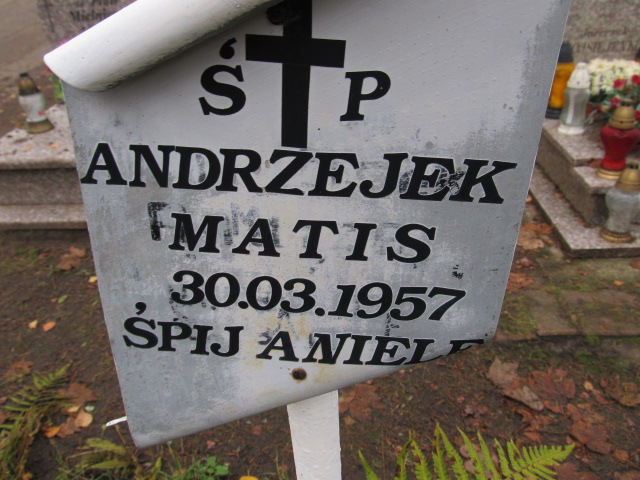 Ś P
ANDRZEJEK
MATIS
30.03.1957
ŚPIJ ANIELE